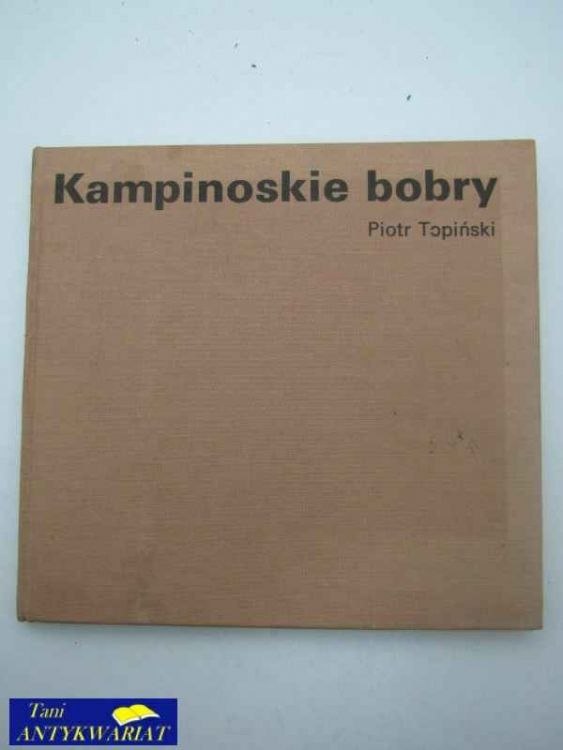 Kampinoskie bobry
Piotr Topiński
Tani
ANTYKWARIAT